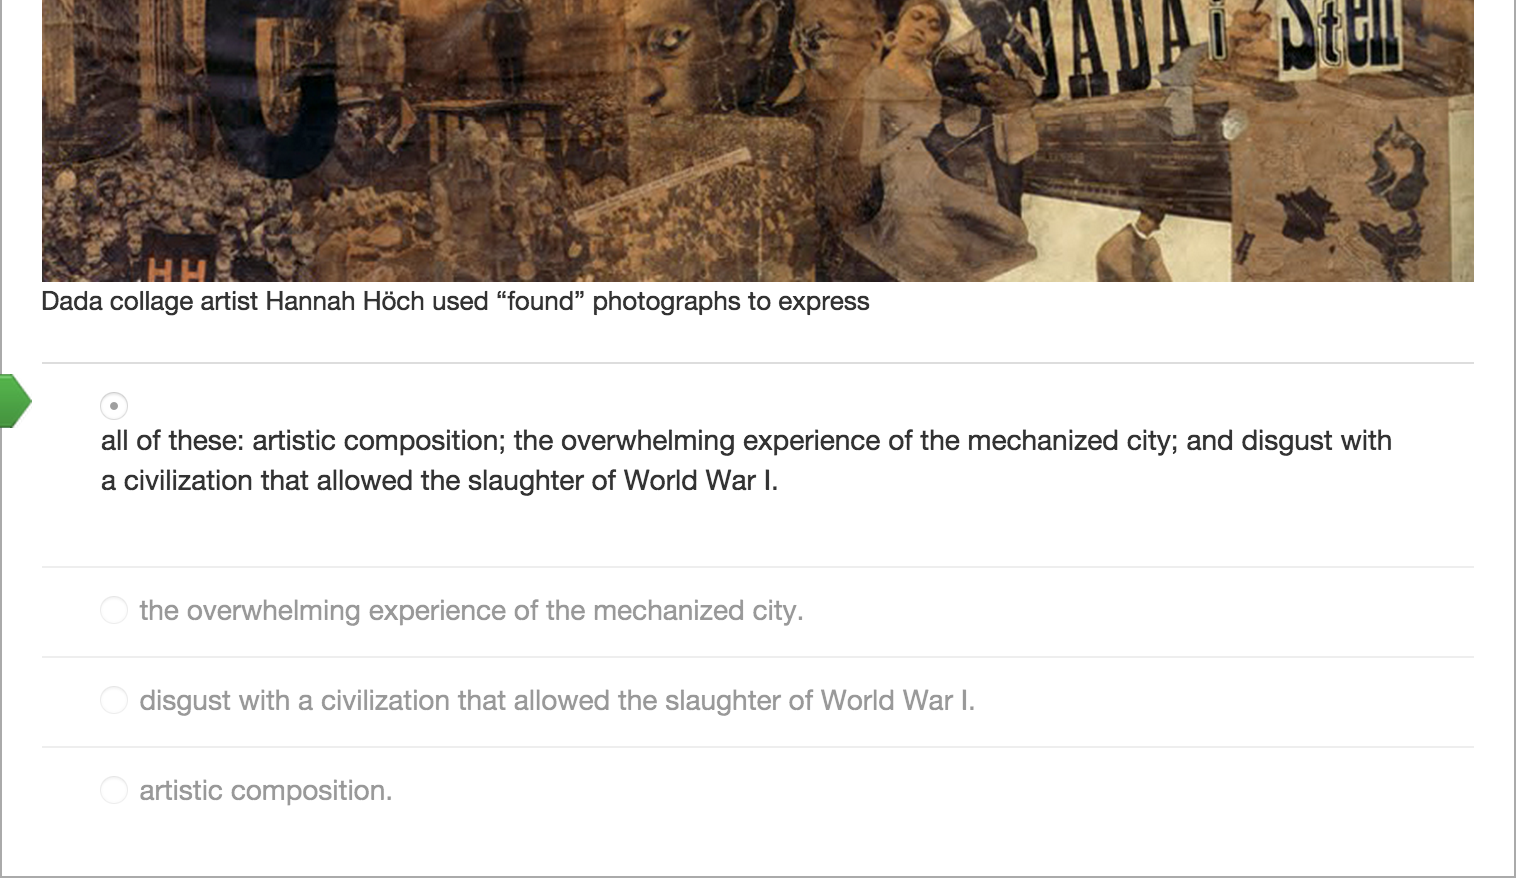 DADA i Sten
HH
Dada collage artist Hannah Höch used “found” photographs to express
all of these: artistic composition; the overwhelming experience of the mechanized city; and disgust with
a civilization that allowed the slaughter of World War I.
the overwhelming experience of the mechanized city.
disgust with a civilization that allowed the slaughter of World War I.
artistic composition.